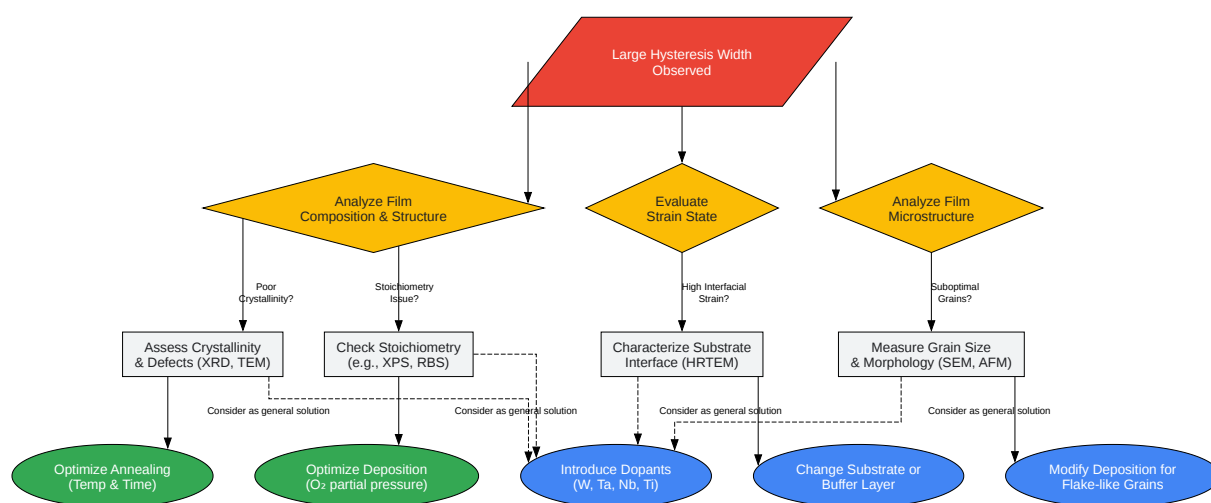 Large Hysteresis Width
Observed
Analyze Film
Composition & Structure
Evaluate
Strain State
Analyze Film
Microstructure
Poor
Crystallinity?
Stoichiometry
Issue?
High Interfacial
Strain?
Suboptimal
Grains?
Assess Crystallinity
& Defects (XRD, TEM)
Check Stoichiometry
(e.g., XPS, RBS)
Characterize Substrate
Interface (HRTEM)
Measure Grain Size
& Morphology (SEM, AFM)
Consider as general solution
Consider as general solution
Consider as general solution
Consider as general solution
Optimize Annealing
(Temp & Time)
Optimize Deposition
(O₂ partial pressure)
Introduce Dopants
(W, Ta, Nb, Ti)
Change Substrate or
Buffer Layer
Modify Deposition for
Flake-like Grains